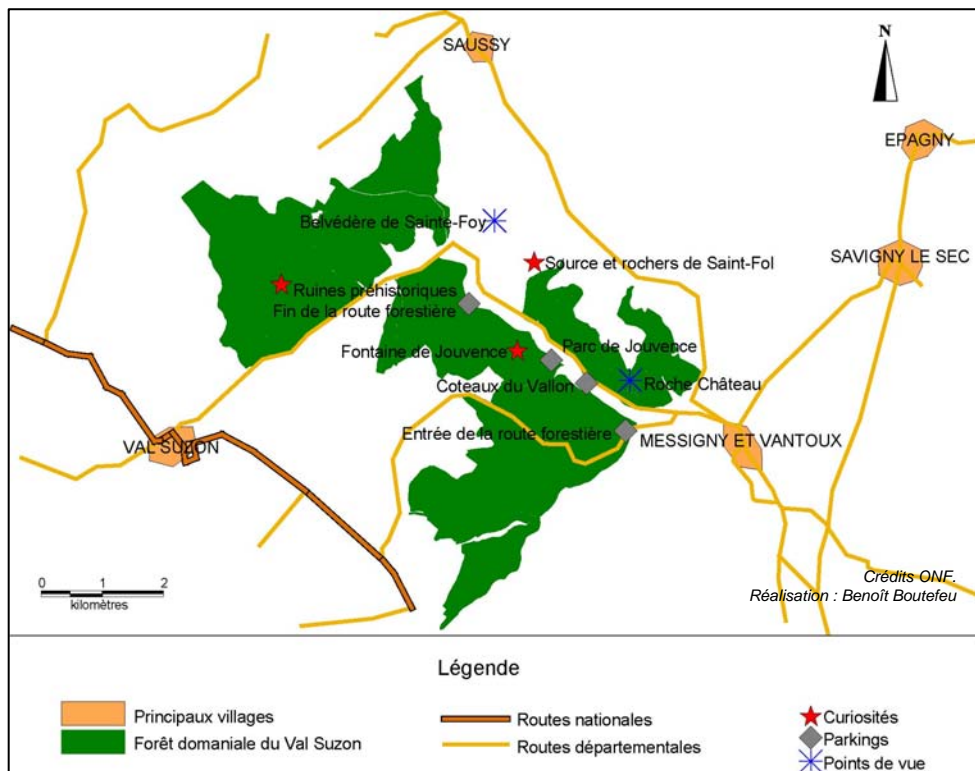 N
SAUSSY
EPAGNY
Belvédère de Sainte-Foy
SAVIGNY LE SEC
Source et rochers de Saint-Fol
Ruines préhistoriques
Fin de la route forestière
Parc de Jouvence
Fontaine de Jouvence
Coteaux du Vallon
Roche Château
Entrée de la route forestière
MESSIGNY ET VANTOUX
VAL SUZON
0 1 2
kilomètres
Crédits ONF.
Réalisation : Benoît Boutefeu
Légende
Principaux villages
Forêt domaniale du Val Suzon
Routes nationales
Routes départementales
Curiosités
Parkings
Points de vue